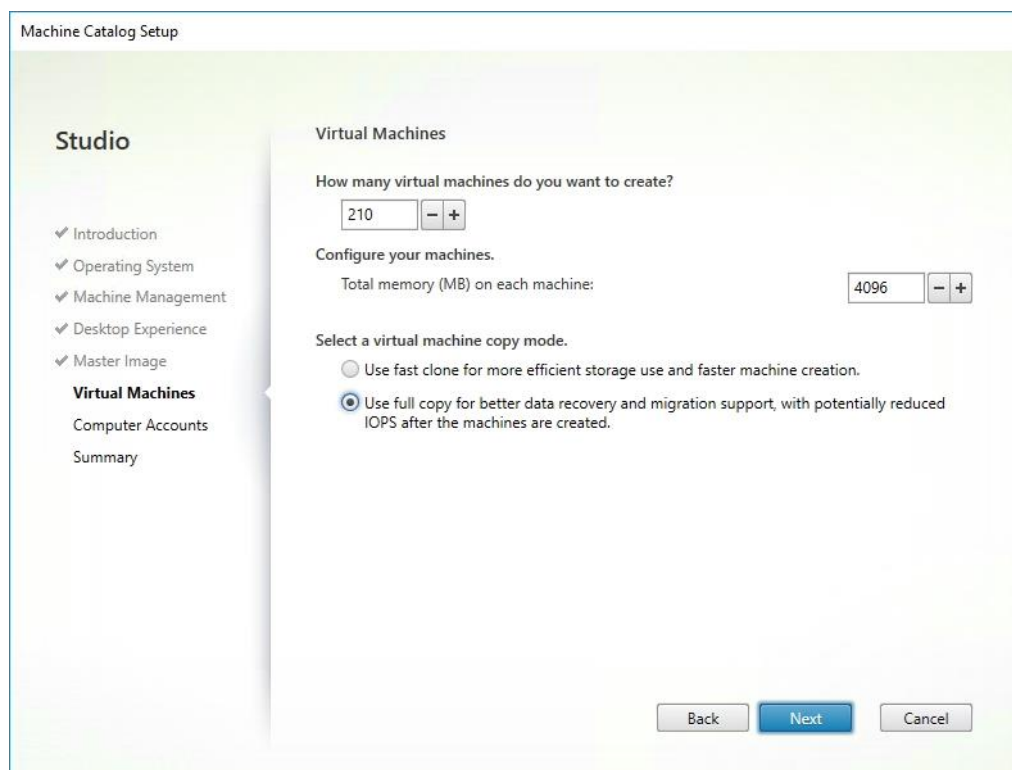 Machine Catalog Setup
Studio
Introduction
Operating System
Machine Management
Desktop Experience
Master Image
Virtual Machines
Computer Accounts
Summary
Virtual Machines
How many virtual machines do you want to create?
210
- +
Configure your machines.
Total memory (MB) on each machine:
4096
- +
Select a virtual machine copy mode.
Use fast clone for more efficient storage use and faster machine creation.
Use full copy for better data recovery and migration support, with potentially reduced
IOPS after the machines are created.
Back
Next
Cancel